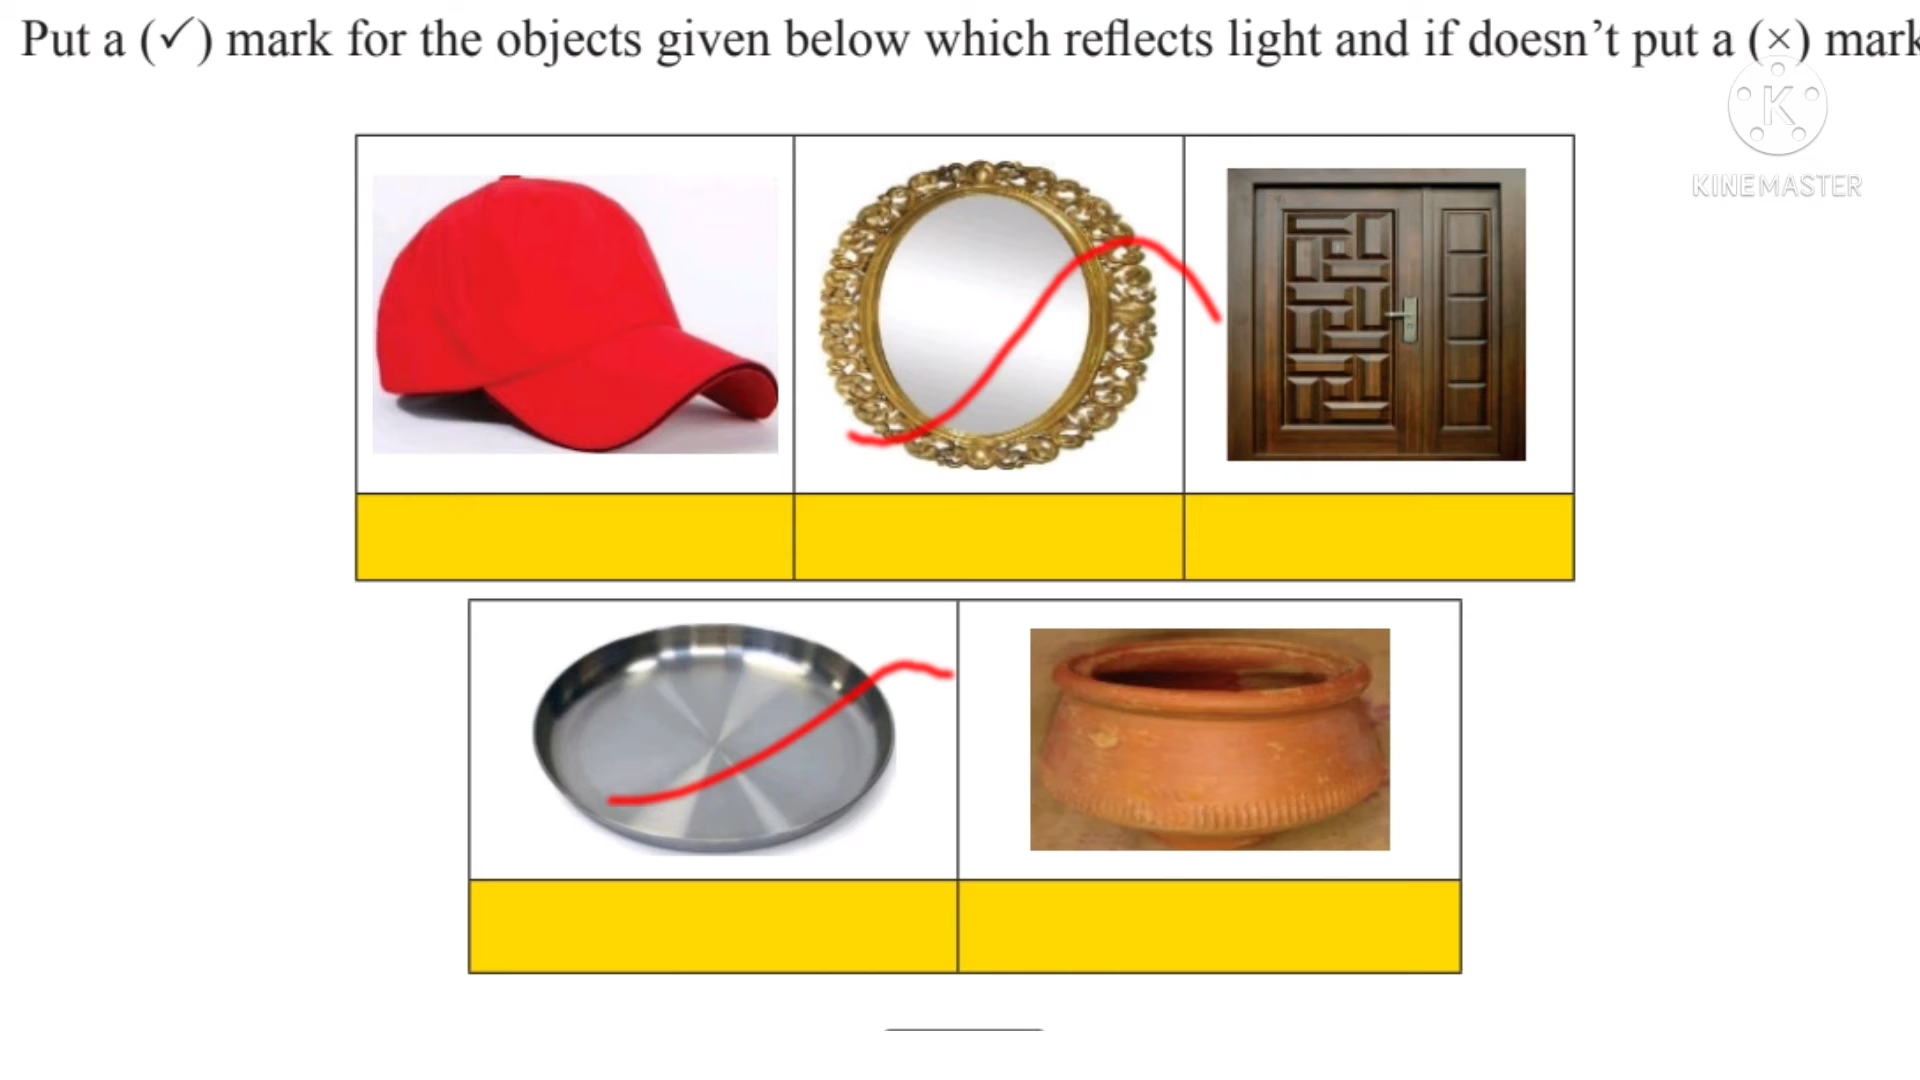 Put a (✓) mark for the objects given below which reflects light and if doesn’t put a (×) mark
K
KINEMASTER